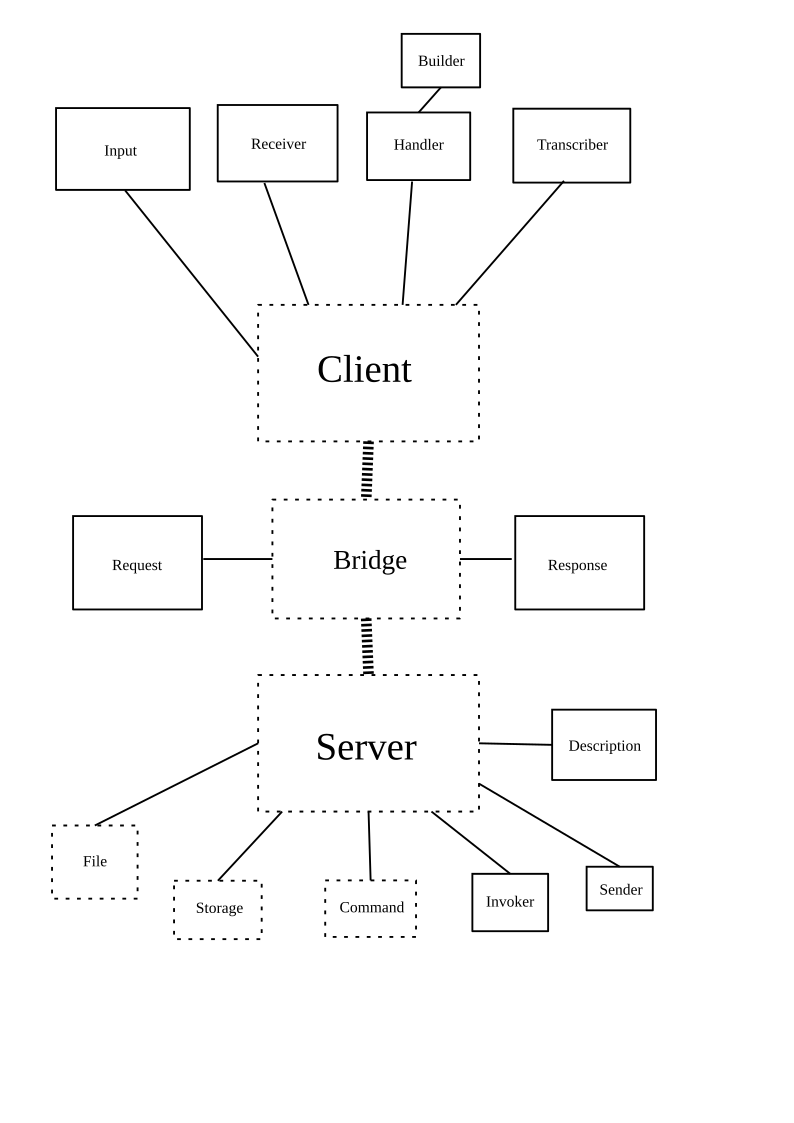 Builder
Input
Receiver
Handler
Transcriber
Client
Request
Bridge
Response
Server
Description
File
Storage
Command
Invoker
Sender